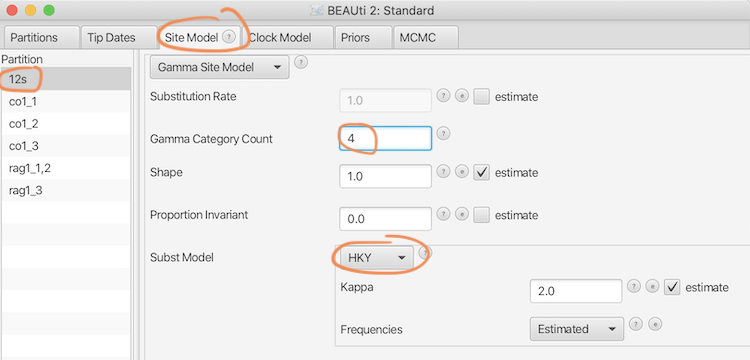 BEAUti 2: Standard
Partitions Tip Dates Site Model ? Clock Model Priors MCMC
Partition
12s
co1_1
co1_2
co1_3
rag1_1,2
rag1_3
Gamma Site Model ?
Substitution Rate 1.0 ? e estimate
Gamma Category Count 4 ?
Shape 1.0 ? e estimate
Proportion Invariant 0.0 ? e estimate
Subst Model HKY ?
Kappa 2.0 ? e estimate
Frequencies Estimated ? e